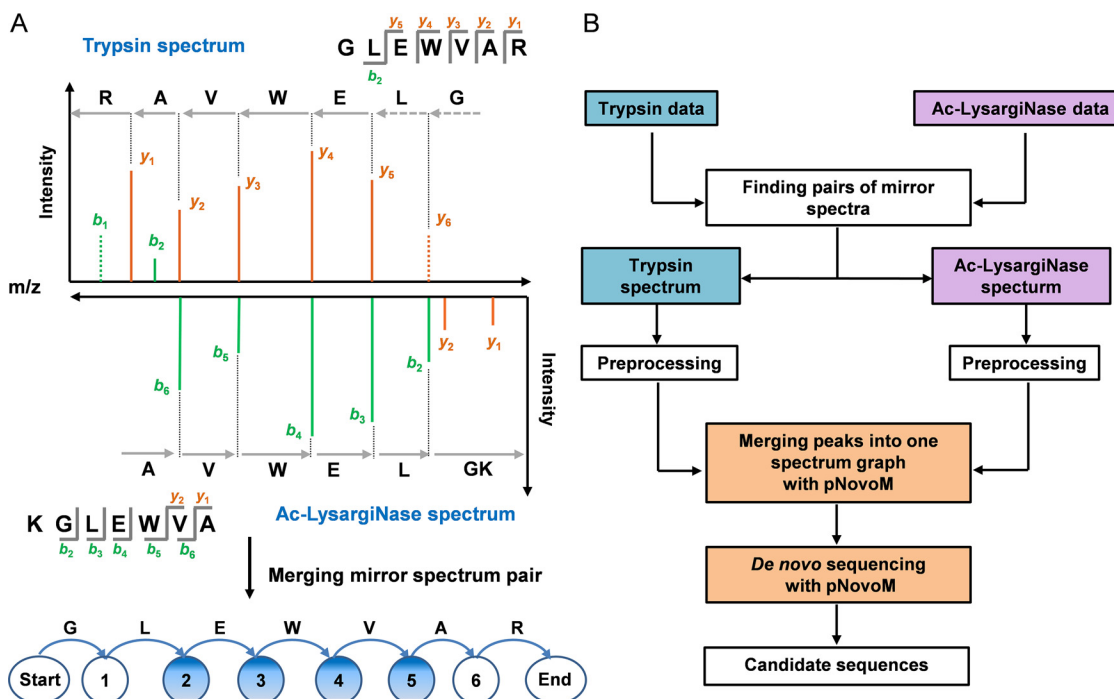 A
Trypsin spectrum
y5 y4 y3 y2 y1
G L E W V A R
b2
R A V W E L G
Intensity
y1
y2
y3
y4
y5
y6
b1
b2
m/z
b6
b5
b4
b3
b2
y2
y1
Intensity
A V W E L GK
y2 y1
K G L E W V A
b2 b3 b4 b5 b6
Ac-LysargiNase spectrum
Merging mirror spectrum pair
G L E W V A R
Start 1 2 3 4 5 6 End
B
Trypsin data
Ac-LysargiNase data
Finding pairs of mirror
spectra
Trypsin
spectrum
Ac-LysargiNase
specturm
Preprocessing
Preprocessing
Merging peaks into one
spectrum graph
with pNovoM
De novo sequencing
with pNovoM
Candidate sequences